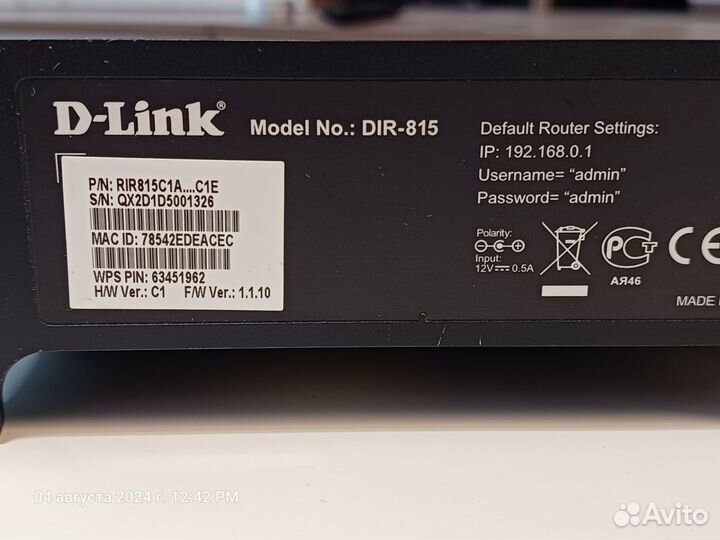 D-Link®
Model No.: DIR-815
P/N: RIR815C1A....C1E
S/N: QX2D1D5001326
MAC ID: 78542EDEACEC
WPS PIN: 63451962
H/W Ver.: C1 F/W Ver.: 1.1.10
Default Router Settings:
IP: 192.168.0.1
Username= “admin”
Password= “admin”
Polarity:
Input:
12V 0.5A
РСТ
АЯ46
CE
MADE
04 августа 2024 г. 12:42 PM
Avito